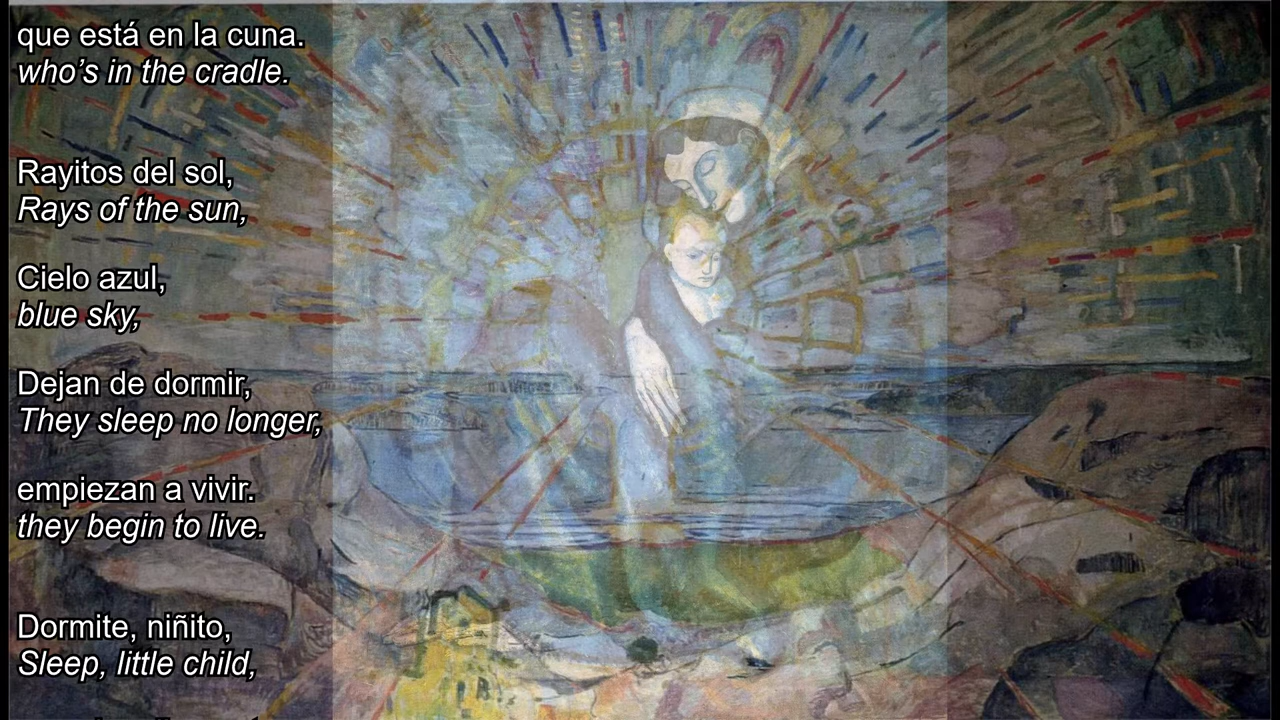 que está en la cuna.
who’s in the cradle.
Rayitos del sol,
Rays of the sun,
Cielo azul,
blue sky,
Dejan de dormir,
They sleep no longer,
empiezan a vivir.
they begin to live.
Dormite, niñito,
Sleep, little child,